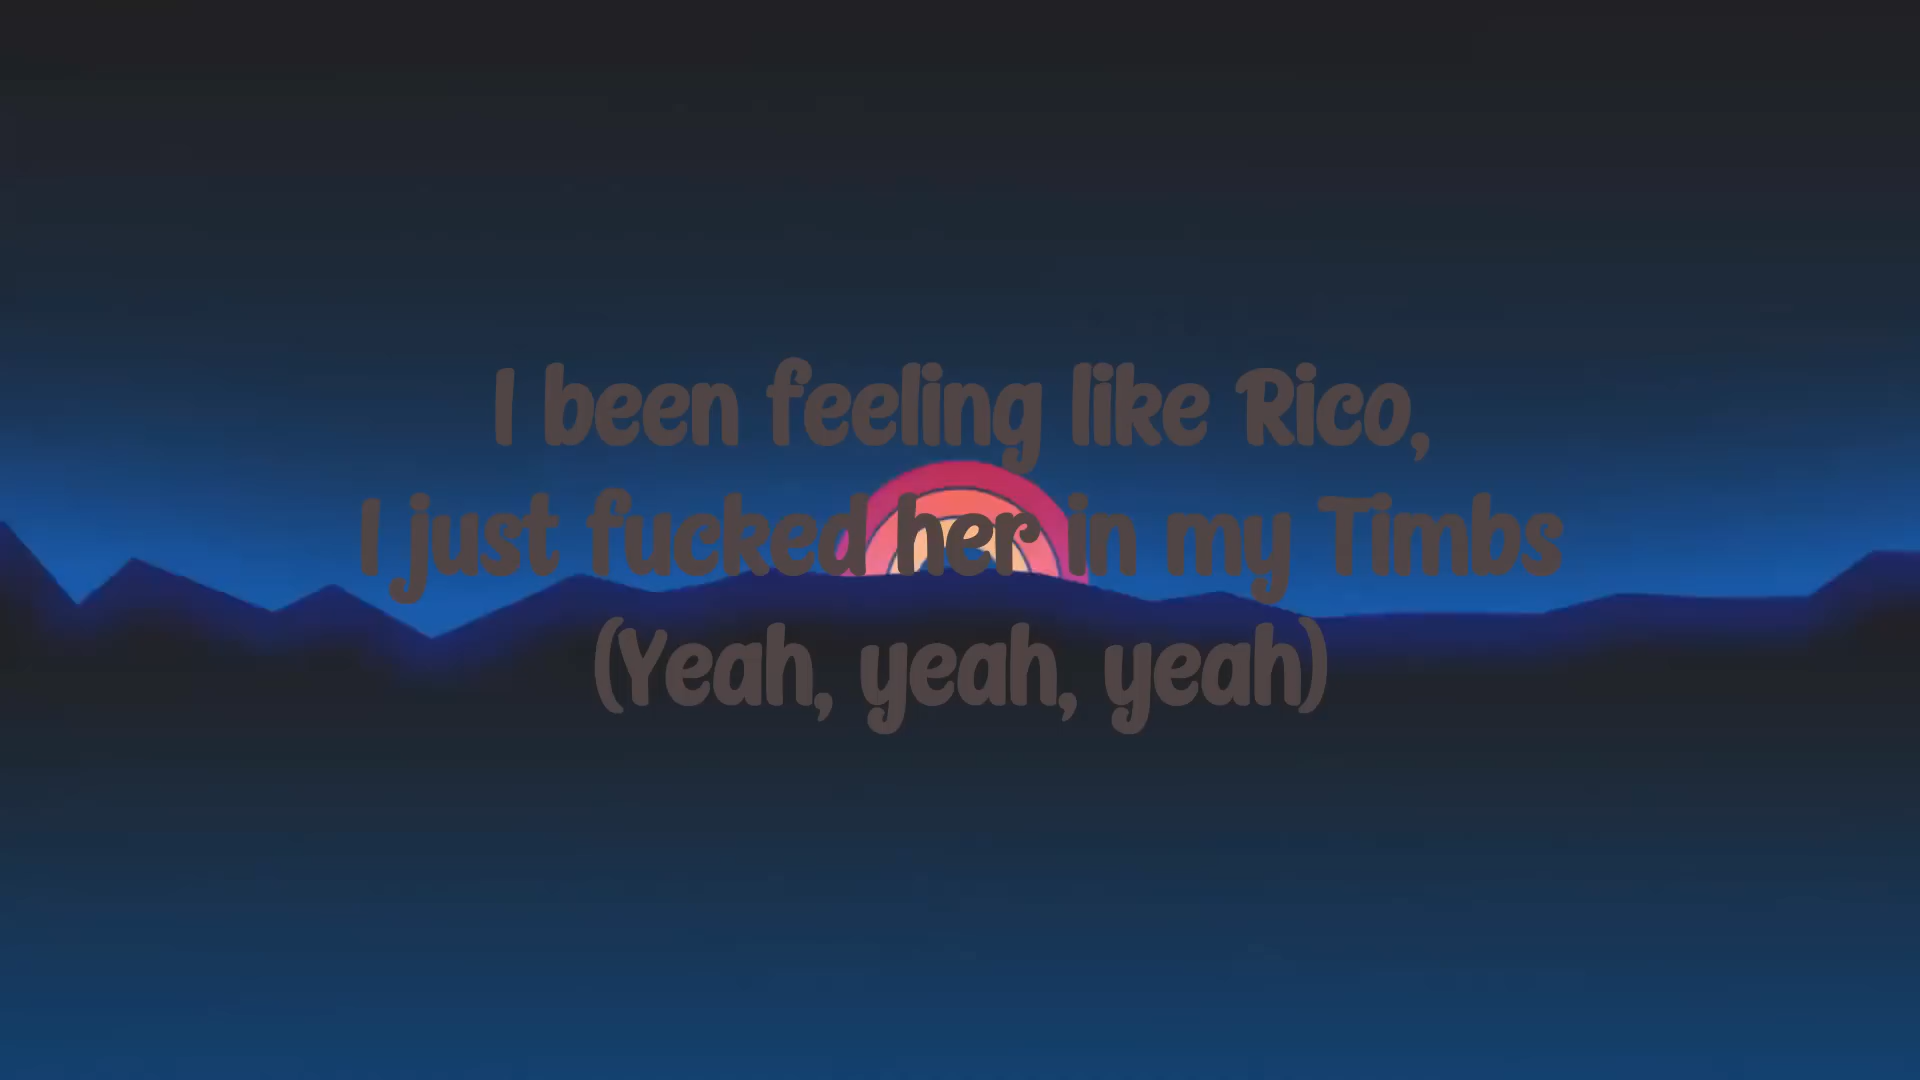 I been feeling like Rico,
I just fucked her in my Timbs
(Yeah, yeah, yeah)